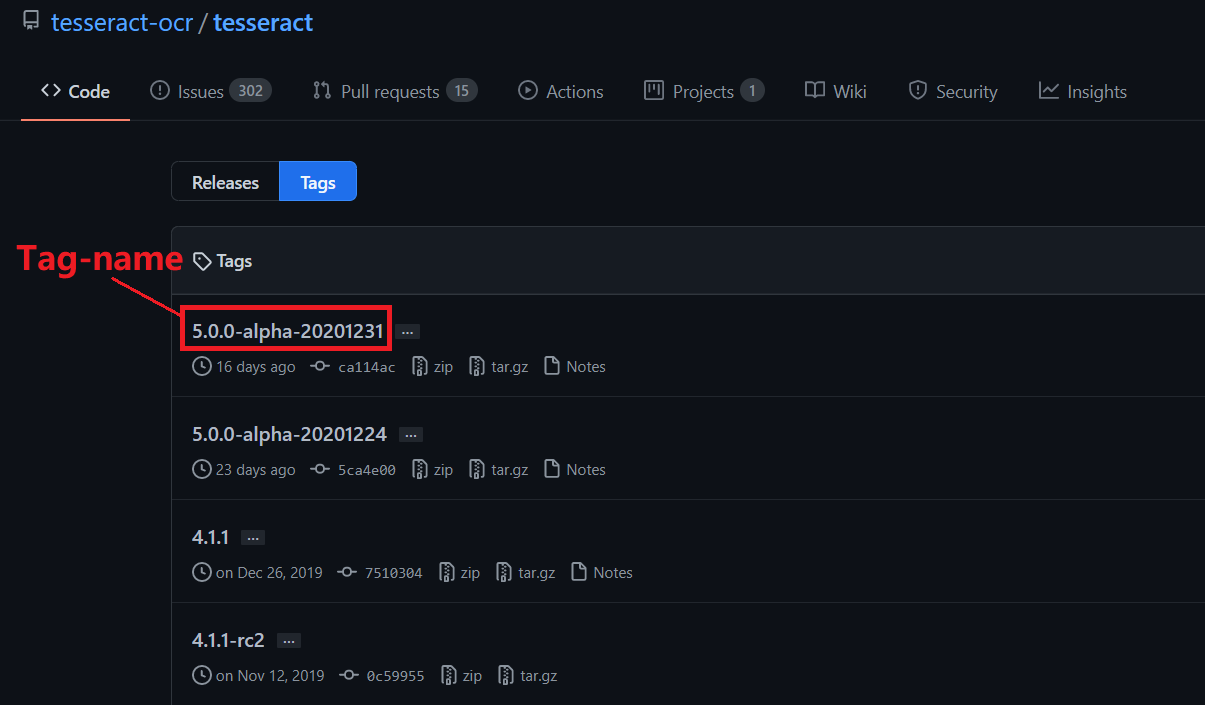 tesseract-ocr / tesseract
Code Issues 302 Pull requests 15 Actions Projects 1 Wiki Security Insights
Releases Tags
Tag-name
Tags
5.0.0-alpha-20201231 ...
16 days ago ca114ac zip tar.gz Notes
5.0.0-alpha-20201224 ...
23 days ago 5ca4e00 zip tar.gz Notes
4.1.1 ...
on Dec 26, 2019 7510304 zip tar.gz Notes
4.1.1-rc2 ...
on Nov 12, 2019 0c59955 zip tar.gz